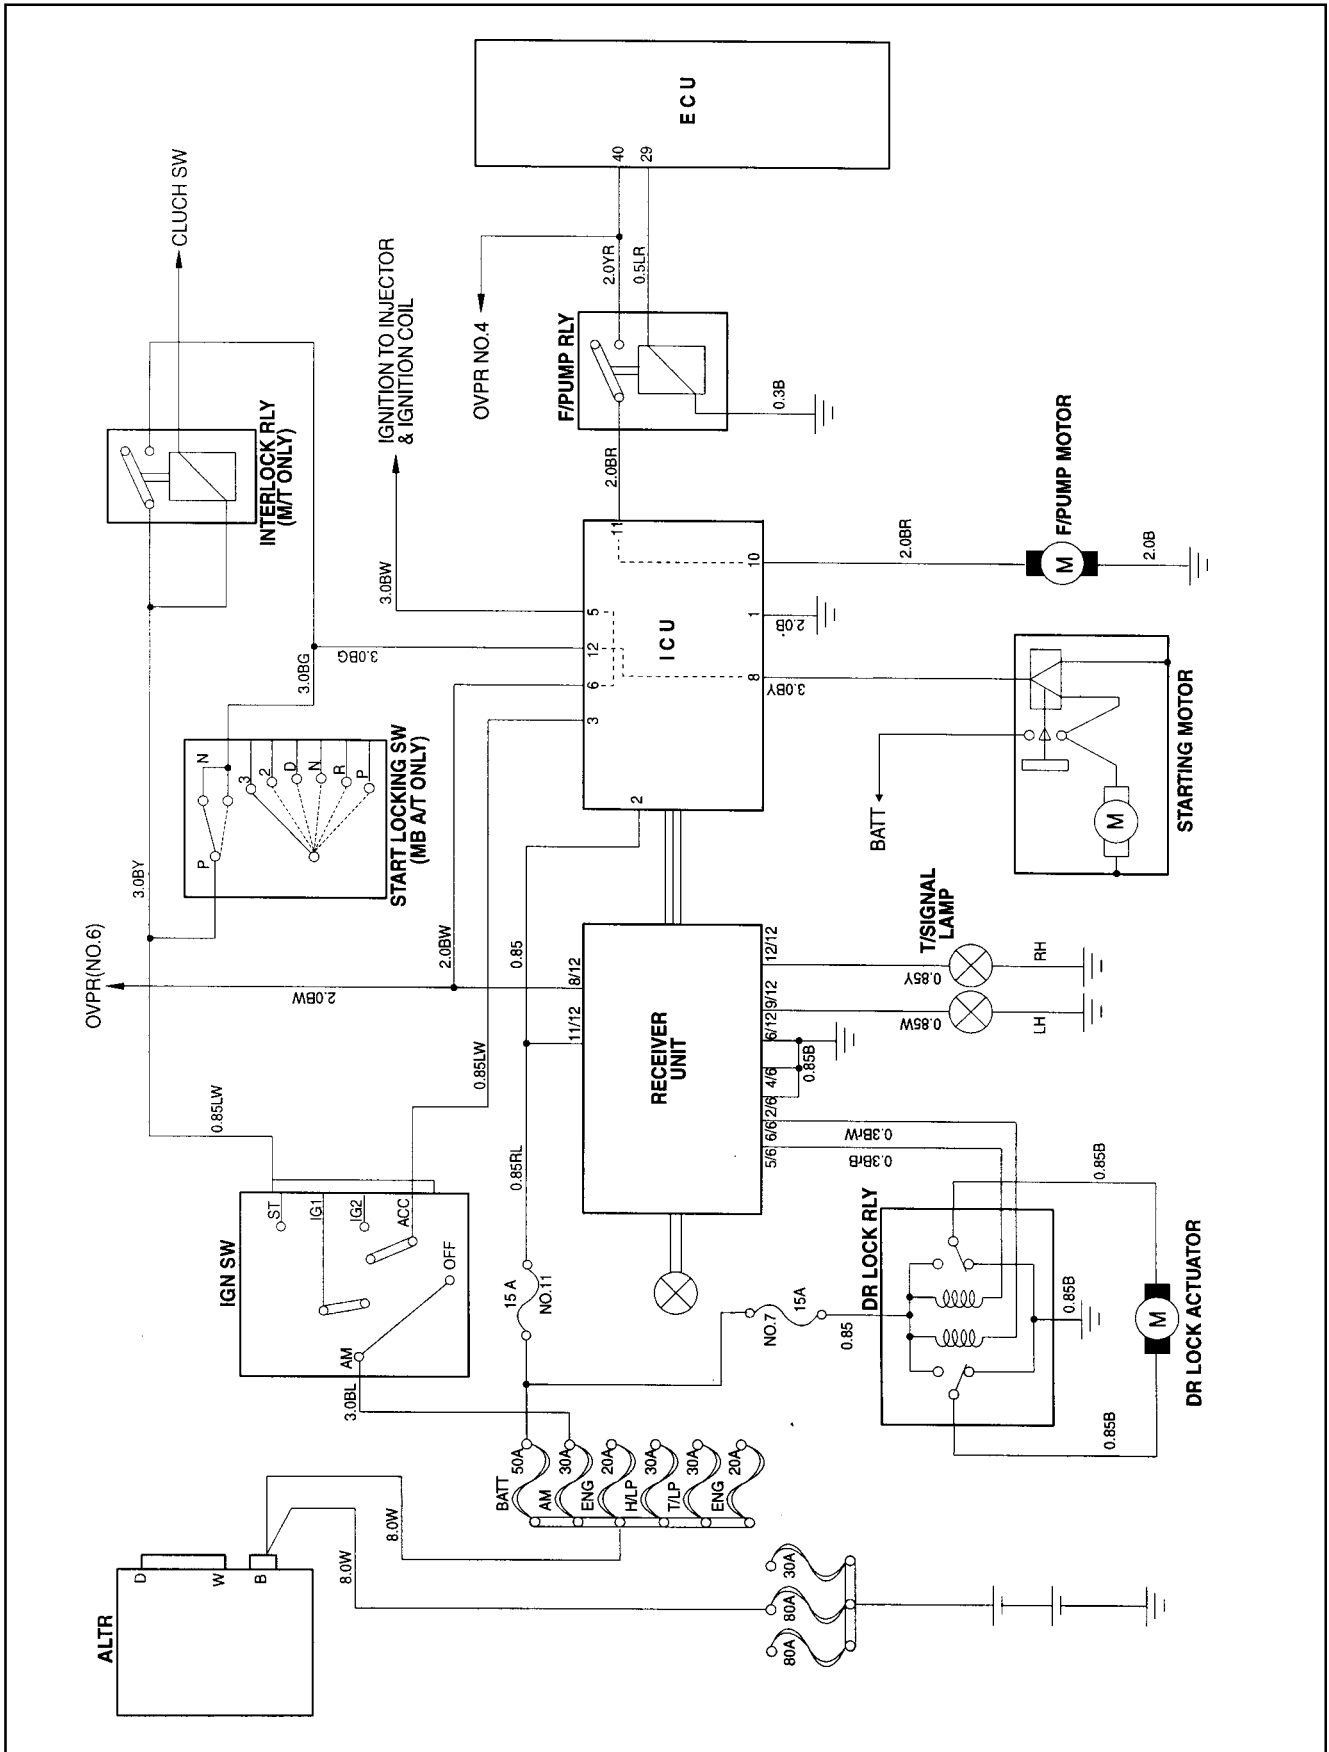 ALTR
D
W
B
8.0W
8.0W
80A
80A
30A
BATT
50A
AM
30A
ENG
20A
H/LP
30A
T/LP
30A
ENG
20A
IGN SW
ST
IG1
IG2
ACC
OFF
AM
3.0BL
0.85LW
15 A
NO.11
NO.7
15A
0.85
0.85RL
0.85LW
DR LOCK RLY
0.85B
0.85B
0.85B
DR LOCK ACTUATOR
M
OVPR(NO.6)
2.0BW
2.0BW
0.85
11/12
8/12
RECEIVER
UNIT
5/6
6/6
2/6
4/6
6/12
9/12
12/12
0.3BrB
0.3BrW
0.85B
0.85W
0.85Y
LH
RH
T/SIGNAL
LAMP
3.0BY
START LOCKING SW
(MB A/T ONLY)
P
N
3
2
D
N
R
P
3.0BG
3.0BG
INTERLOCK RLY
(M/T ONLY)
CLUCH SW
3.0BW
IGNITION TO INJECTOR
& IGNITION COIL
ICU
2
3
6
12
5
11
8
1
10
3.0BY
2.0B
2.0BR
BATT
STARTING MOTOR
M
F/PUMP MOTOR
M
2.0B
2.0BR
F/PUMP RLY
0.3B
OVPR NO.4
2.0YR
0.5LR
40
29
ECU